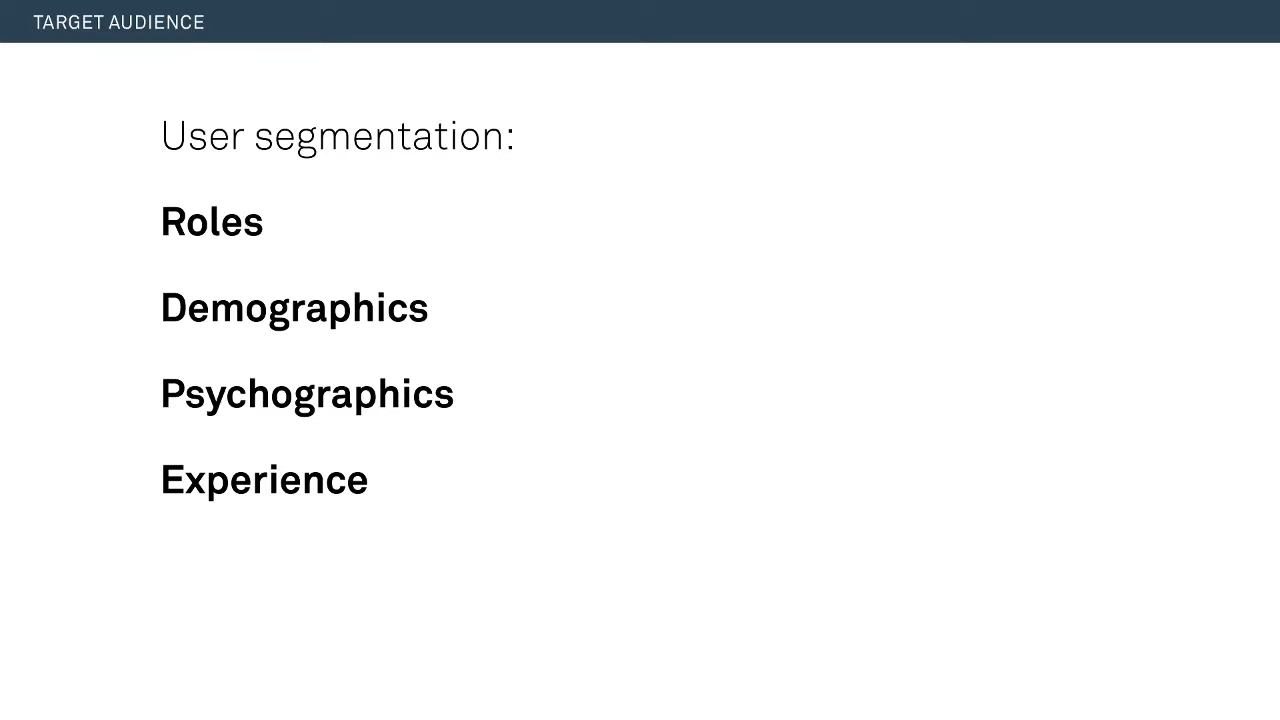 TARGET AUDIENCE
User segmentation:
Roles
Demographics
Psychographics
Experience